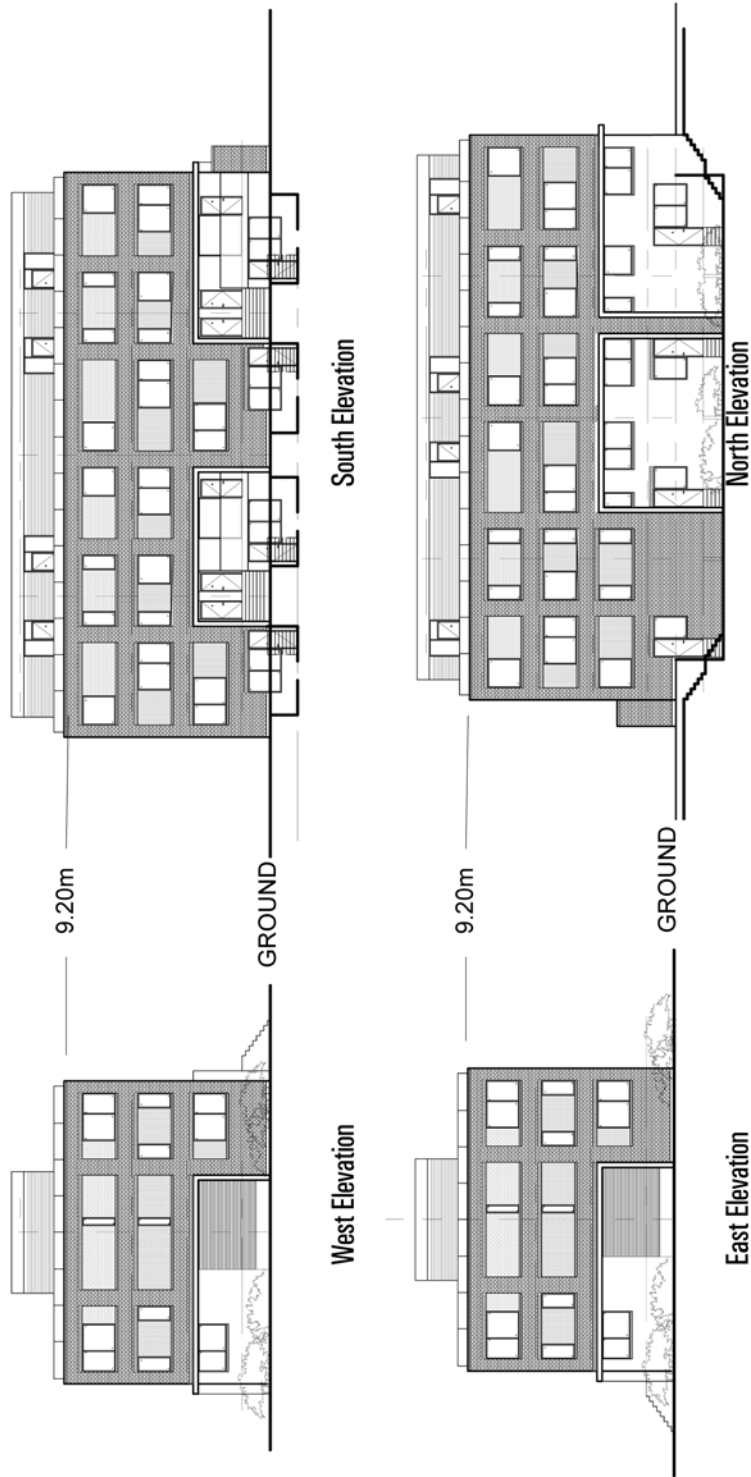 9.20m
GROUND
West Elevation
South Elevation
9.20m
GROUND
East Elevation
North Elevation